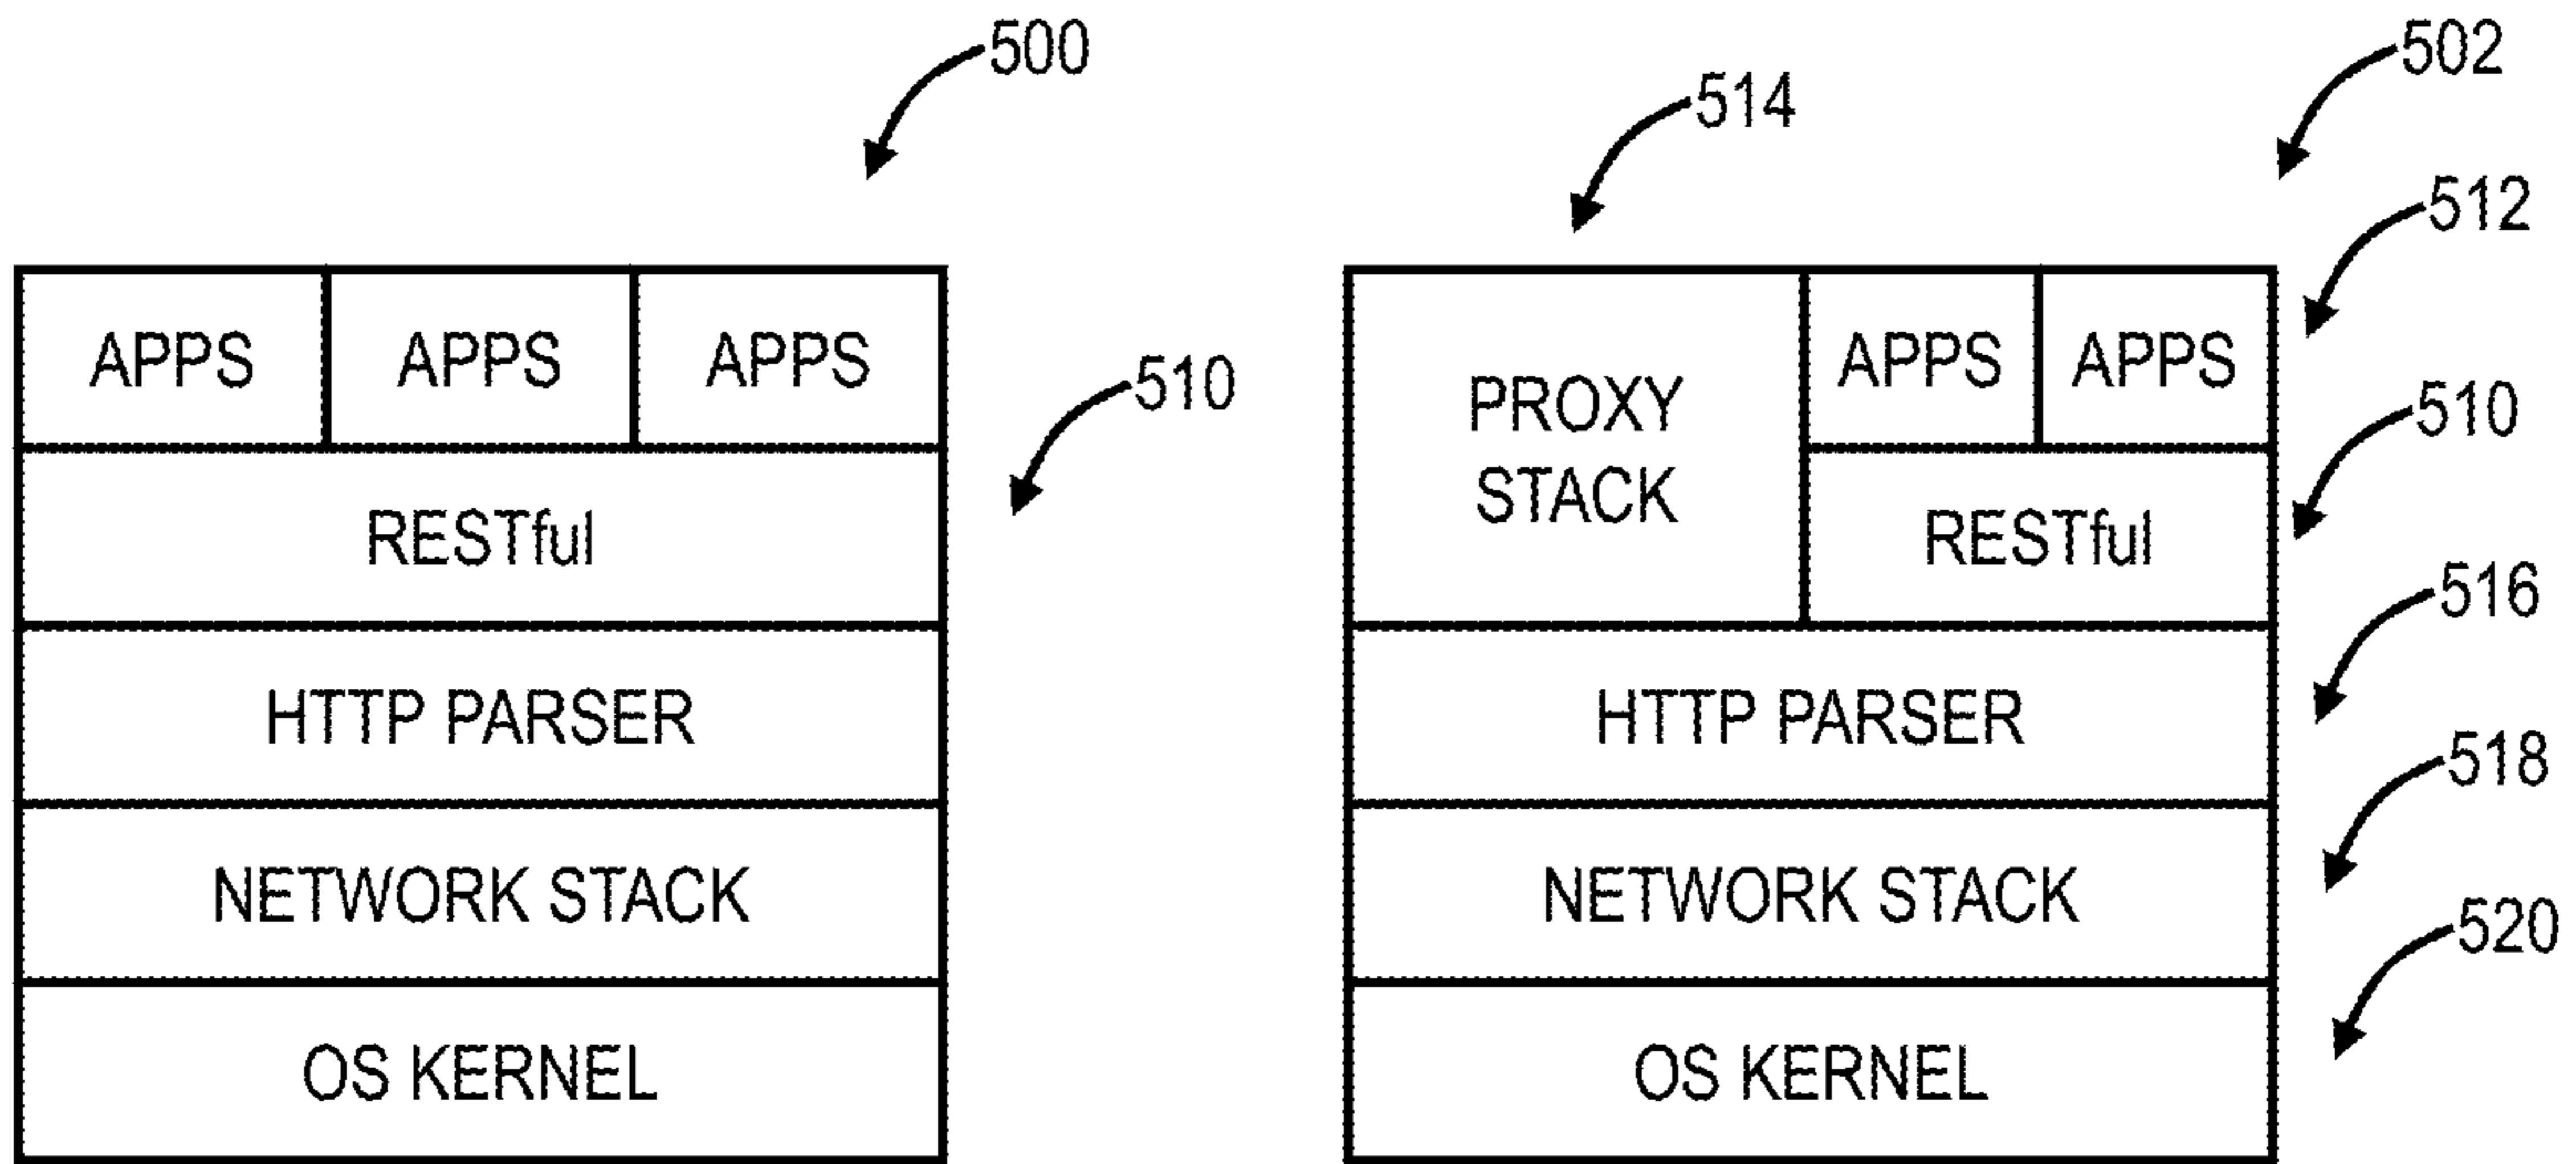 500
502
514
512
APPS APPS APPS
510
RESTful
HTTP PARSER
NETWORK STACK
OS KERNEL
PROXY
STACK
APPS APPS
510
RESTful
516
HTTP PARSER
518
NETWORK STACK
520
OS KERNEL